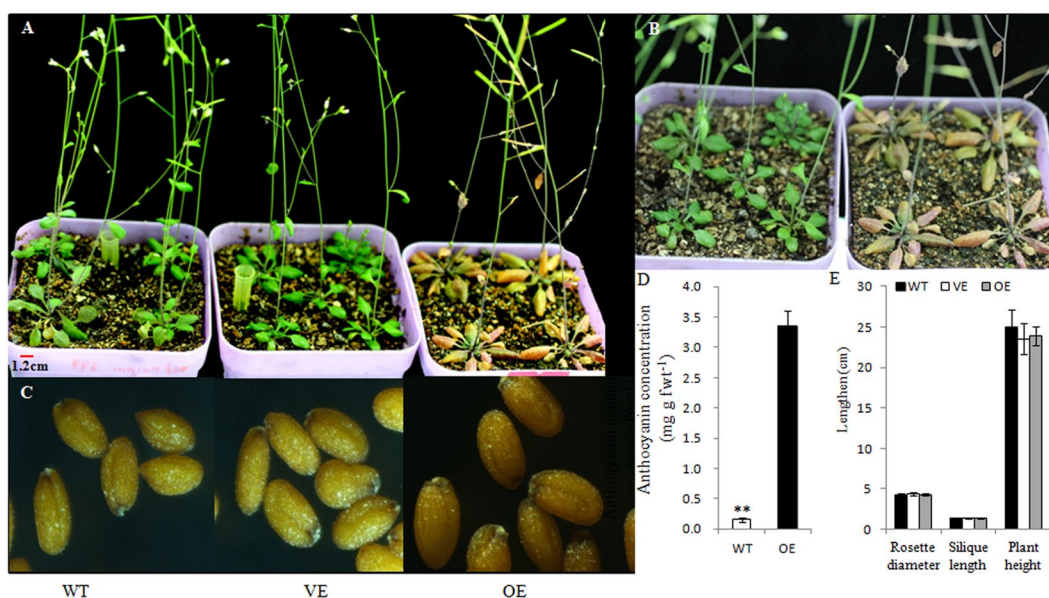 A
B
1.2cm
C
WT
VE
OE
D
Anthocyanin concentration
(mg g fwt-1)
4.0
3.5
3.0
2.5
2.0
1.5
1.0
0.5
0.0
**
WT
OE
E
WT VE OE
Lengthen (cm)
30
25
20
15
10
5
0
Rosette
diameter
Silique
length
Plant
height